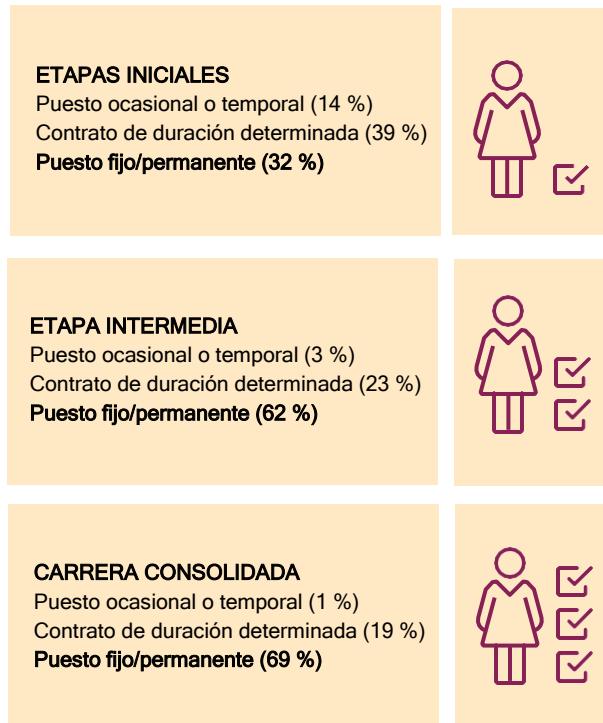 ETAPAS INICIALES
Puesto ocasional o temporal (14 %)
Contrato de duración determinada (39 %)
Puesto fijo/permanente (32 %)
ETAPA INTERMEDIA
Puesto ocasional o temporal (3 %)
Contrato de duración determinada (23 %)
Puesto fijo/permanente (62 %)
CARRERA CONSOLIDADA
Puesto ocasional o temporal (1 %)
Contrato de duración determinada (19 %)
Puesto fijo/permanente (69 %)